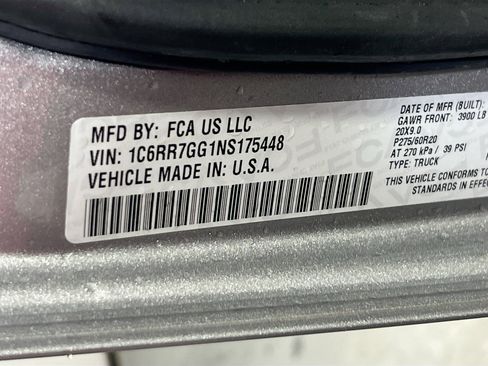 MFD BY: FCA US LLC
VIN: 1C6RR7GG1NS175448
VEHICLE MADE IN: U.S.A.
DATE OF MFR (BUILT):
GAWR FRONT: 3900 LB
20X9.0
P275/60R20
AT 270 kPa / 39 PSI
TYPE: TRUCK
THIS VEHICLE CONFORMS TO
STANDARDS IN EFFEC